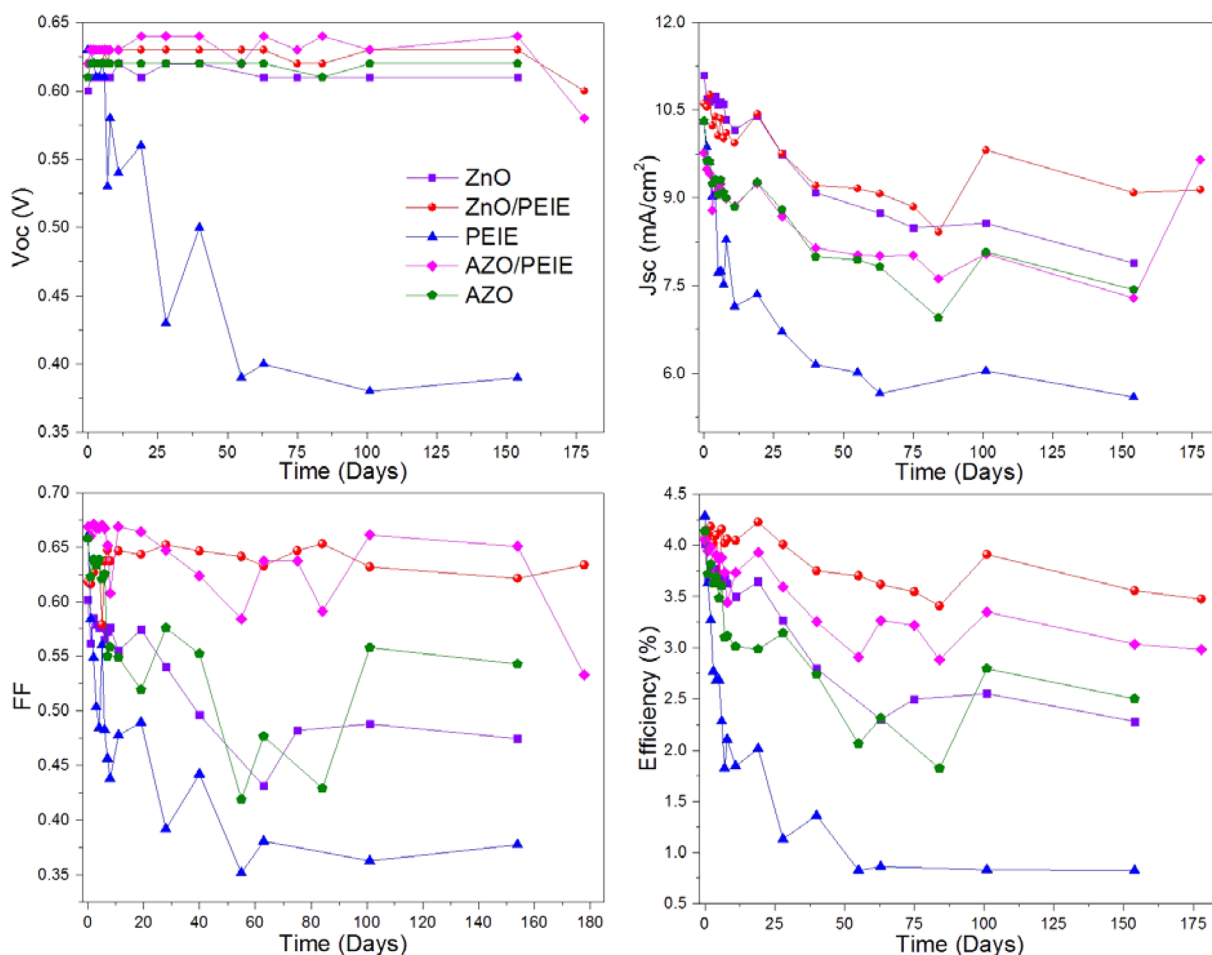 0.65
0.60
0.55
0.50
0.45
0.40
0.35
Voc (V)
ZnO
ZnO/PEIE
PEIE
AZO/PEIE
AZO
0 25 50 75 100 125 150 175
Time (Days)
12.0
10.5
9.0
7.5
6.0
Jsc (mA/cm²)
0 25 50 75 100 125 150 175
Time (Days)
0.70
0.65
0.60
0.55
0.50
0.45
0.40
0.35
FF
0 20 40 60 80 100 120 140 160 180
Time (Days)
4.5
4.0
3.5
3.0
2.5
2.0
1.5
1.0
0.5
Efficiency (%)
0 25 50 75 100 125 150 175
Time (Days)